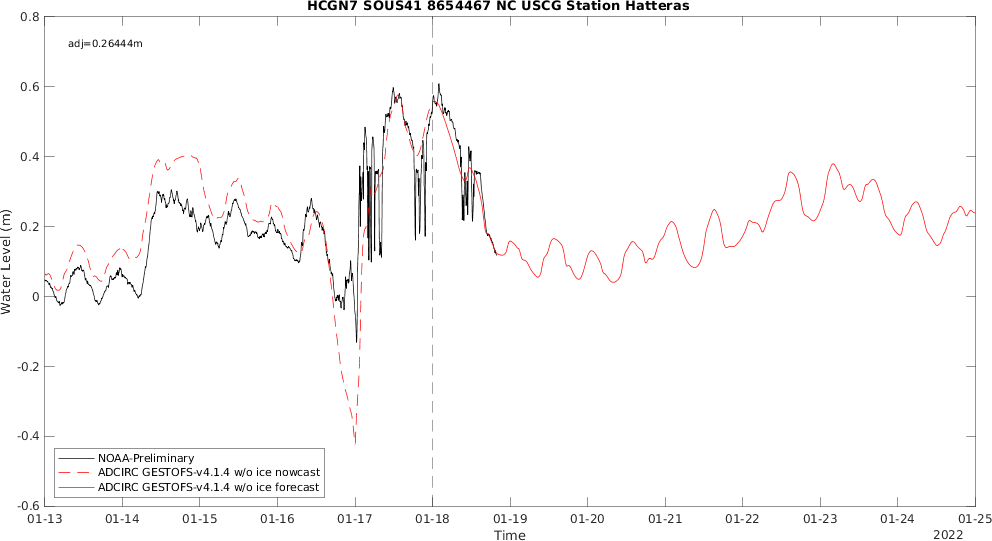 HCGN7 SOUS41 8654467 NC USCG Station Hatteras
0.8
adj=0.26444m
0.6
0.4
0.2
0
-0.2
-0.4
-0.6
Water Level (m)
NOAA-Preliminary
ADCIRC GESTOFS-v4.1.4 w/o ice nowcast
ADCIRC GESTOFS-v4.1.4 w/o ice forecast
01-13 01-14 01-15 01-16 01-17 01-18 01-19 01-20 01-21 01-22 01-23 01-24 01-25
Time
2022